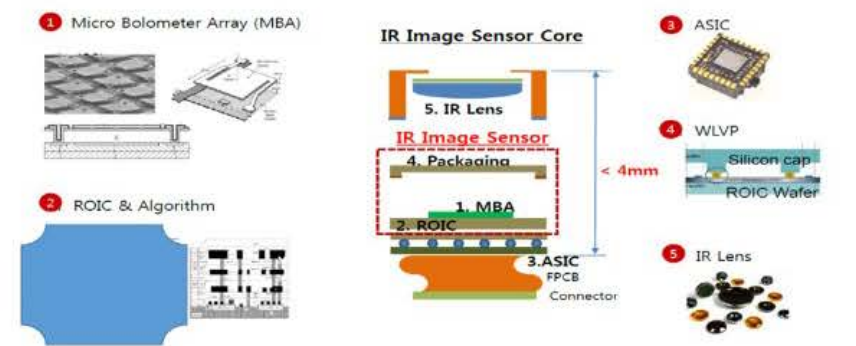 1 Micro Bolometer Array (MBA)
2 ROIC & Algorithm
IR Image Sensor Core
5. IR Lens
IR Image Sensor
4. Packaging
1. MBA
2. ROIC
3.ASIC
FPCB
Connector
< 4mm
3 ASIC
4 WLVP
Silicon cap
ROIC Wafer
5 IR Lens